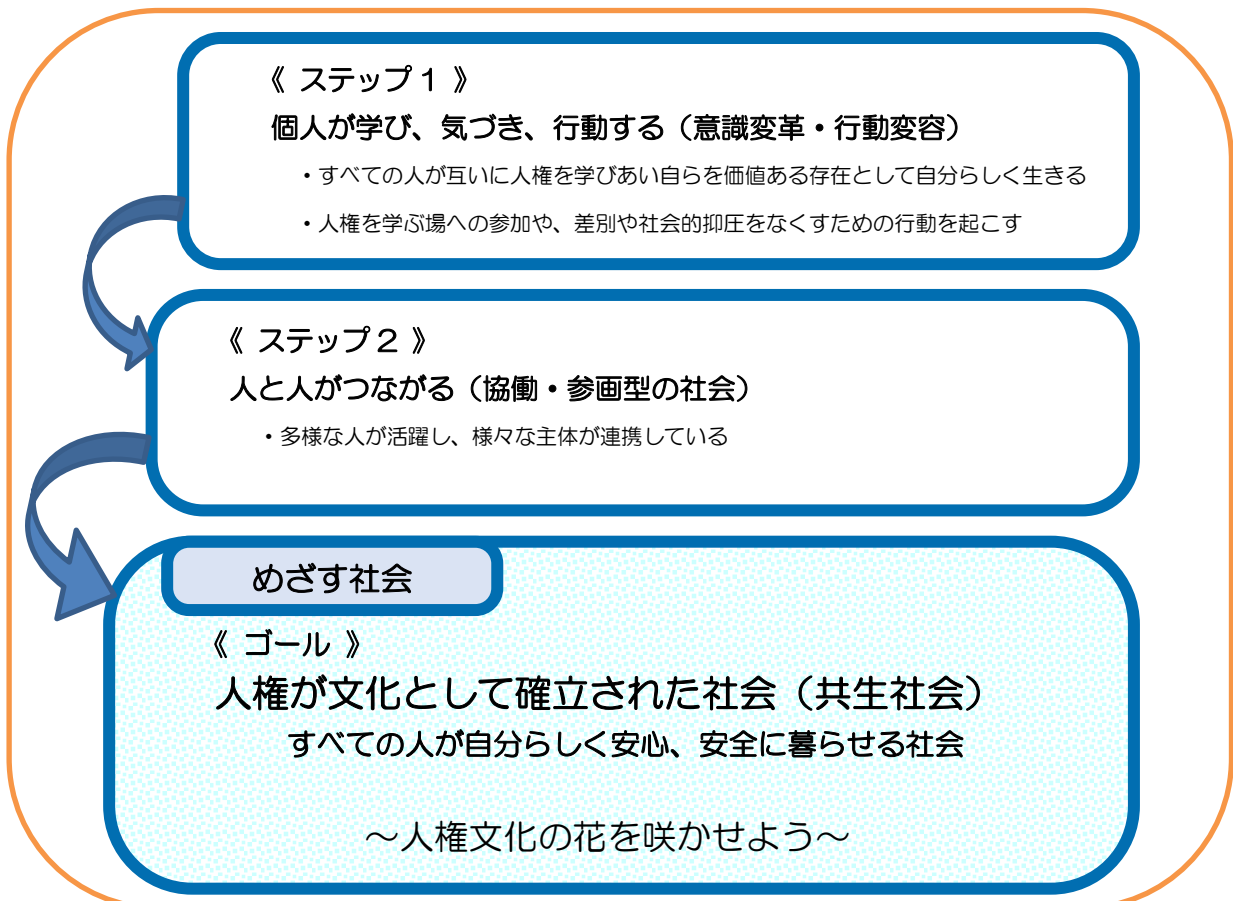 《 ステップ1 》
個人が学び、気づき、行動する（意識変革・行動変容）
・すべての人が互いに人権を学びあい自らを価値ある存在として自分らしく生きる
・人権を学ぶ場への参加や、差別や社会的抑圧をなくすための行動を起こす
《 ステップ２ 》
人と人がつながる（協働・参画型の社会）
・多様な人が活躍し、様々な主体が連携している
めざす社会
《 ゴール 》
人権が文化として確立された社会（共生社会）
すべての人が自分らしく安心、安全に暮らせる社会
～人権文化の花を咲かせよう～